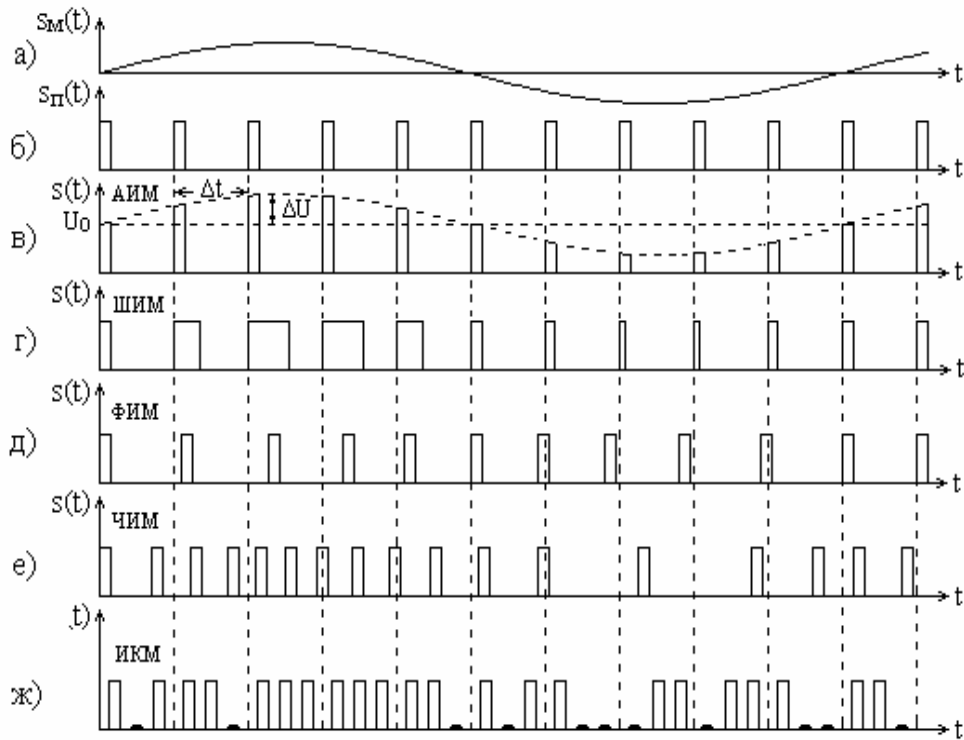 sм(t)
а)
t
sп(t)
б)
t
s(t)
АИМ
Δt
U₀
ΔU
в)
t
s(t)
ШИМ
г)
t
s(t)
ФИМ
д)
t
s(t)
ЧИМ
е)
t
t)
ИКМ
ж)
t